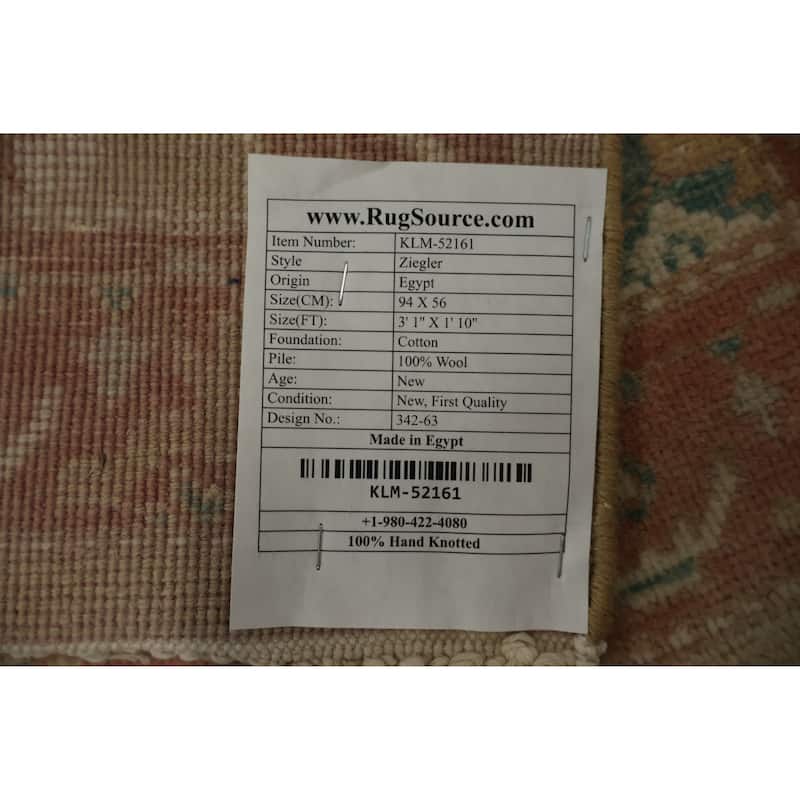 www.RugSource.com
Item Number: KLM-52161
Style Ziegler
Origin Egypt
Size(CM): 94 X 56
Size(FT): 3' 1" X 1' 10"
Foundation: Cotton
Pile: 100% Wool
Age: New
Condition: New, First Quality
Design No.: 342-63
Made in Egypt
KLM-52161
+1-980-422-4080
100% Hand Knotted